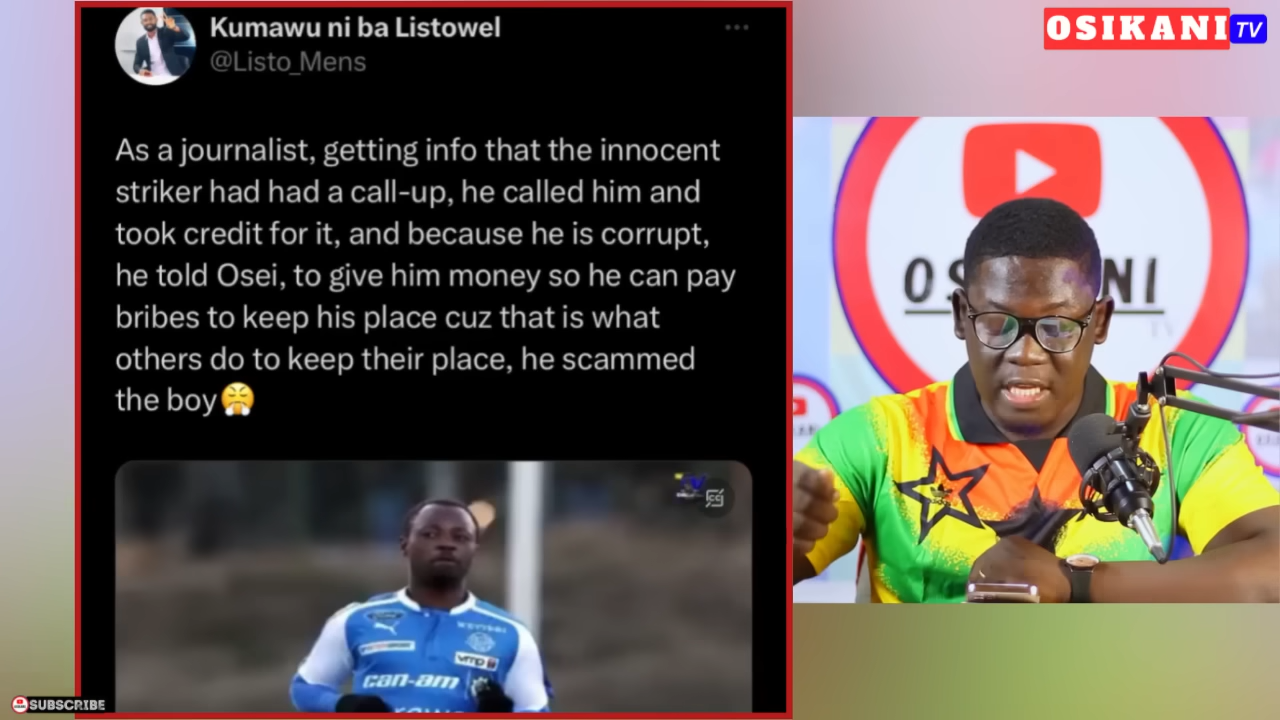 Kumawu ni ba Listowel
@Listo_Mens
As a journalist, getting info that the innocent
striker had had a call-up, he called him and
took credit for it, and because he is corrupt,
he told Osei, to give him money so he can pay
bribes to keep his place cuz that is what
others do to keep their place, he scammed
the boy😤
vmp
can-am
OSIKANI TV
SUBSCRIBE